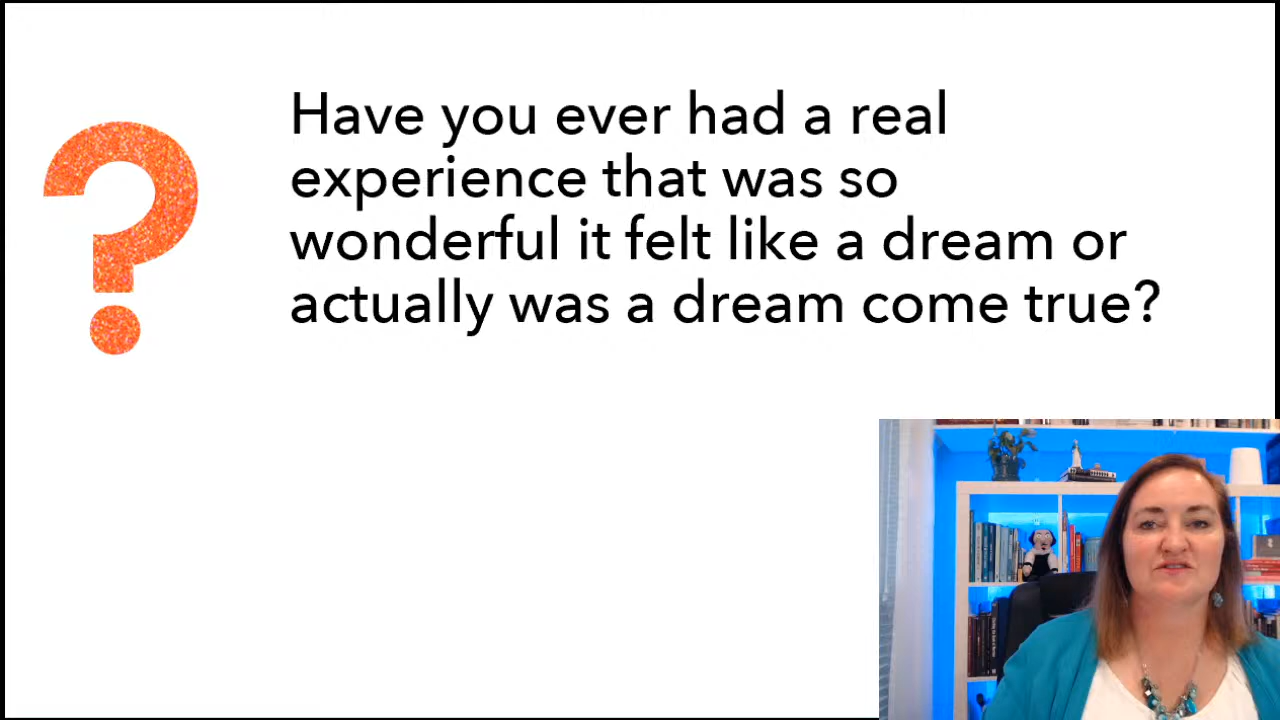 Have you ever had a real
experience that was so
wonderful it felt like a dream or
actually was a dream come true?